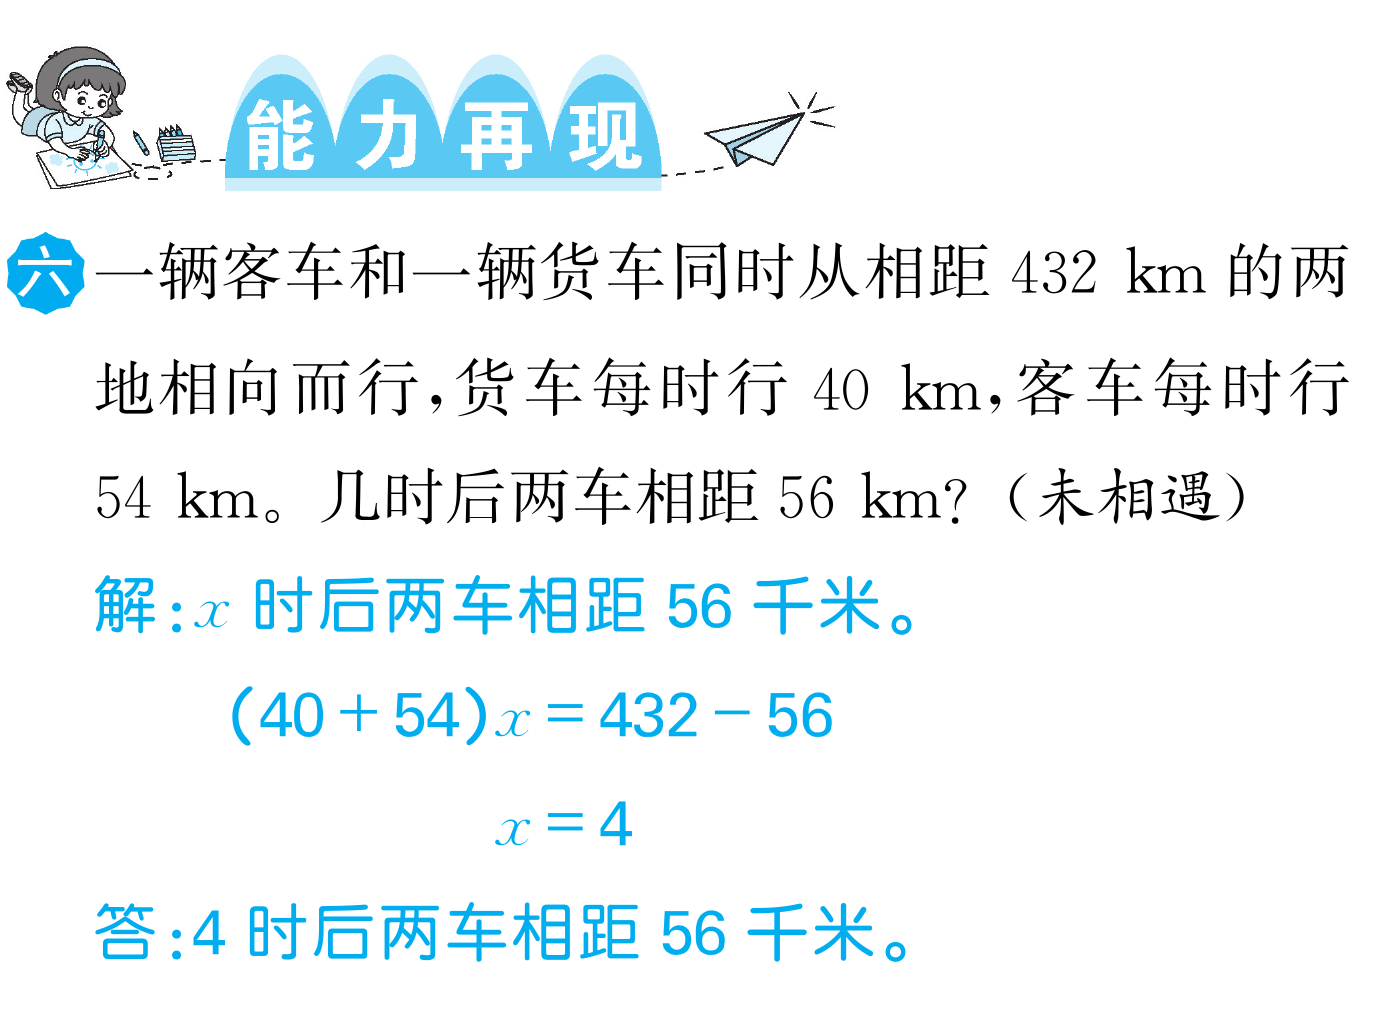 能力再现
六 一辆客车和一辆货车同时从相距 432 km 的两
地相向而行,货车每时行 40 km,客车每时行
54 km。几时后两车相距 56 km?(未相遇)
解:x 时后两车相距 56 千米。
(40+54)x=432-56
x=4
答:4 时后两车相距 56 千米。